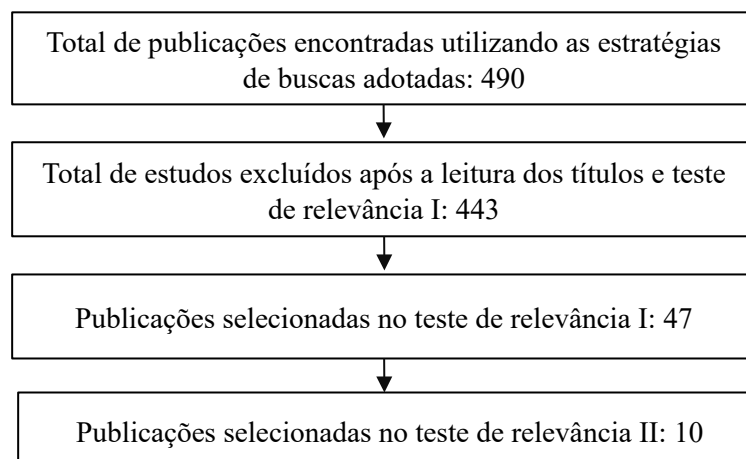 Total de publicações encontradas utilizando as estratégias
de buscas adotadas: 490
Total de estudos excluídos após a leitura dos títulos e teste
de relevância I: 443
Publicações selecionadas no teste de relevância I: 47
Publicações selecionadas no teste de relevância II: 10